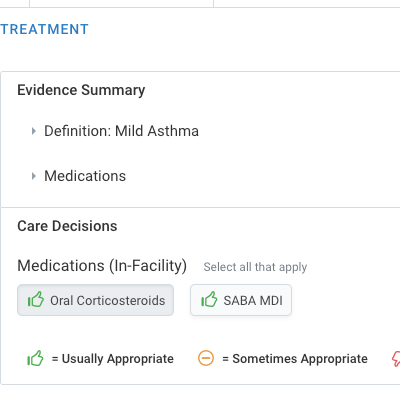 TREATMENT
Evidence Summary
Definition: Mild Asthma
Medications
Care Decisions
Medications (In-Facility) Select all that apply
Oral Corticosteroids SABA MDI
= Usually Appropriate = Sometimes Appropriate